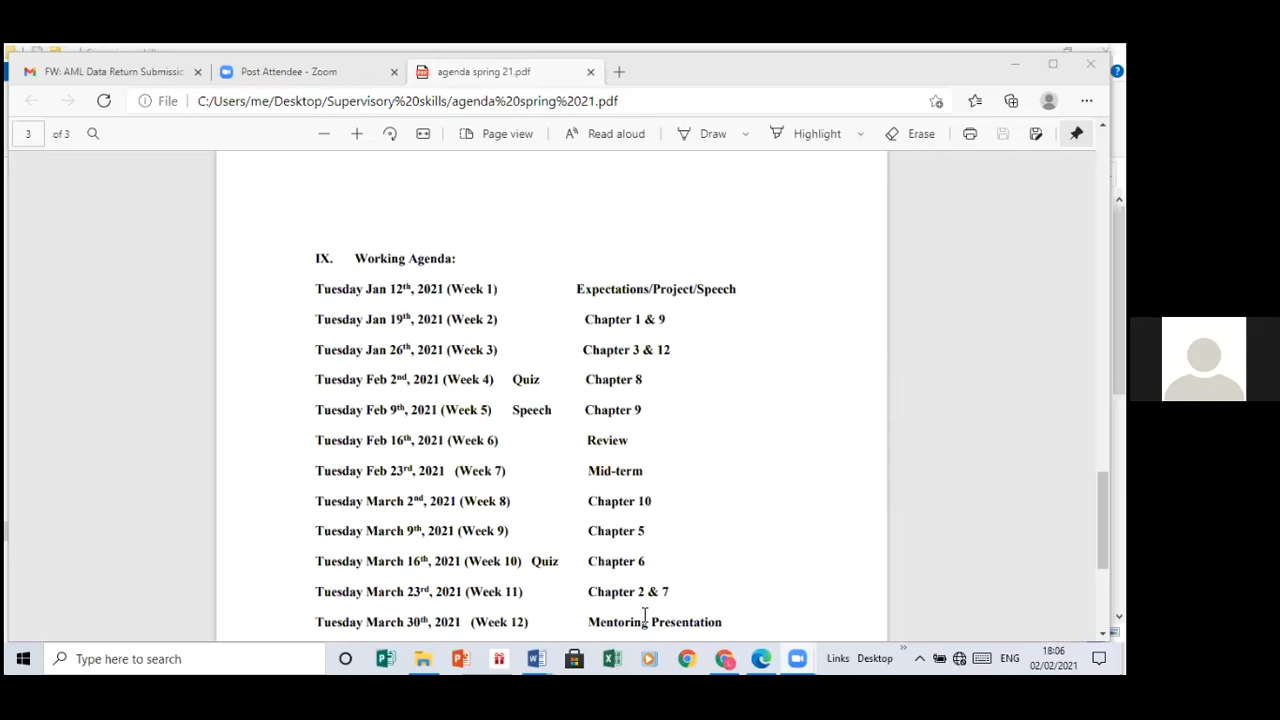 FW: AML Data Return Submissic
Post Attendee - Zoom
agenda spring 21.pdf
File C:/Users/me/Desktop/Supervisory%20skills/agenda%20spring%2021.pdf
3 of 3 Page view Read aloud Draw Highlight Erase
IX. Working Agenda:
Tuesday Jan 12th, 2021 (Week 1) Expectations/Project/Speech
Tuesday Jan 19th, 2021 (Week 2) Chapter 1 & 9
Tuesday Jan 26th, 2021 (Week 3) Chapter 3 & 12
Tuesday Feb 2nd, 2021 (Week 4) Quiz Chapter 8
Tuesday Feb 9th, 2021 (Week 5) Speech Chapter 9
Tuesday Feb 16th, 2021 (Week 6) Review
Tuesday Feb 23rd, 2021 (Week 7) Mid-term
Tuesday March 2nd, 2021 (Week 8) Chapter 10
Tuesday March 9th, 2021 (Week 9) Chapter 5
Tuesday March 16th, 2021 (Week 10) Quiz Chapter 6
Tuesday March 23rd, 2021 (Week 11) Chapter 2 & 7
Tuesday March 30th, 2021 (Week 12) Mentoring Presentation
Type here to search
Links Desktop
ENG
18:06
02/02/2021